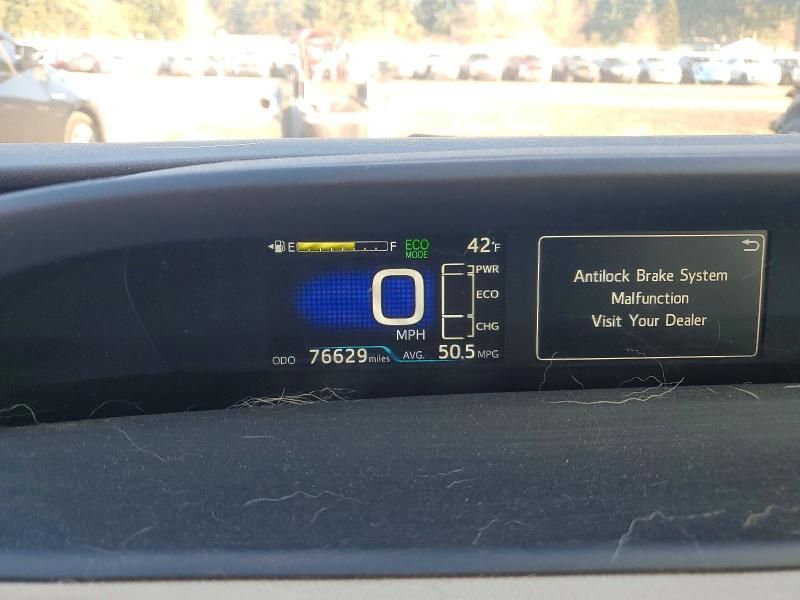 E F ECO
MODE
42°F
0
MPH
PWR
ECO
CHG
ODO 76629 miles AVG. 50.5 MPG
Antilock Brake System
Malfunction
Visit Your Dealer